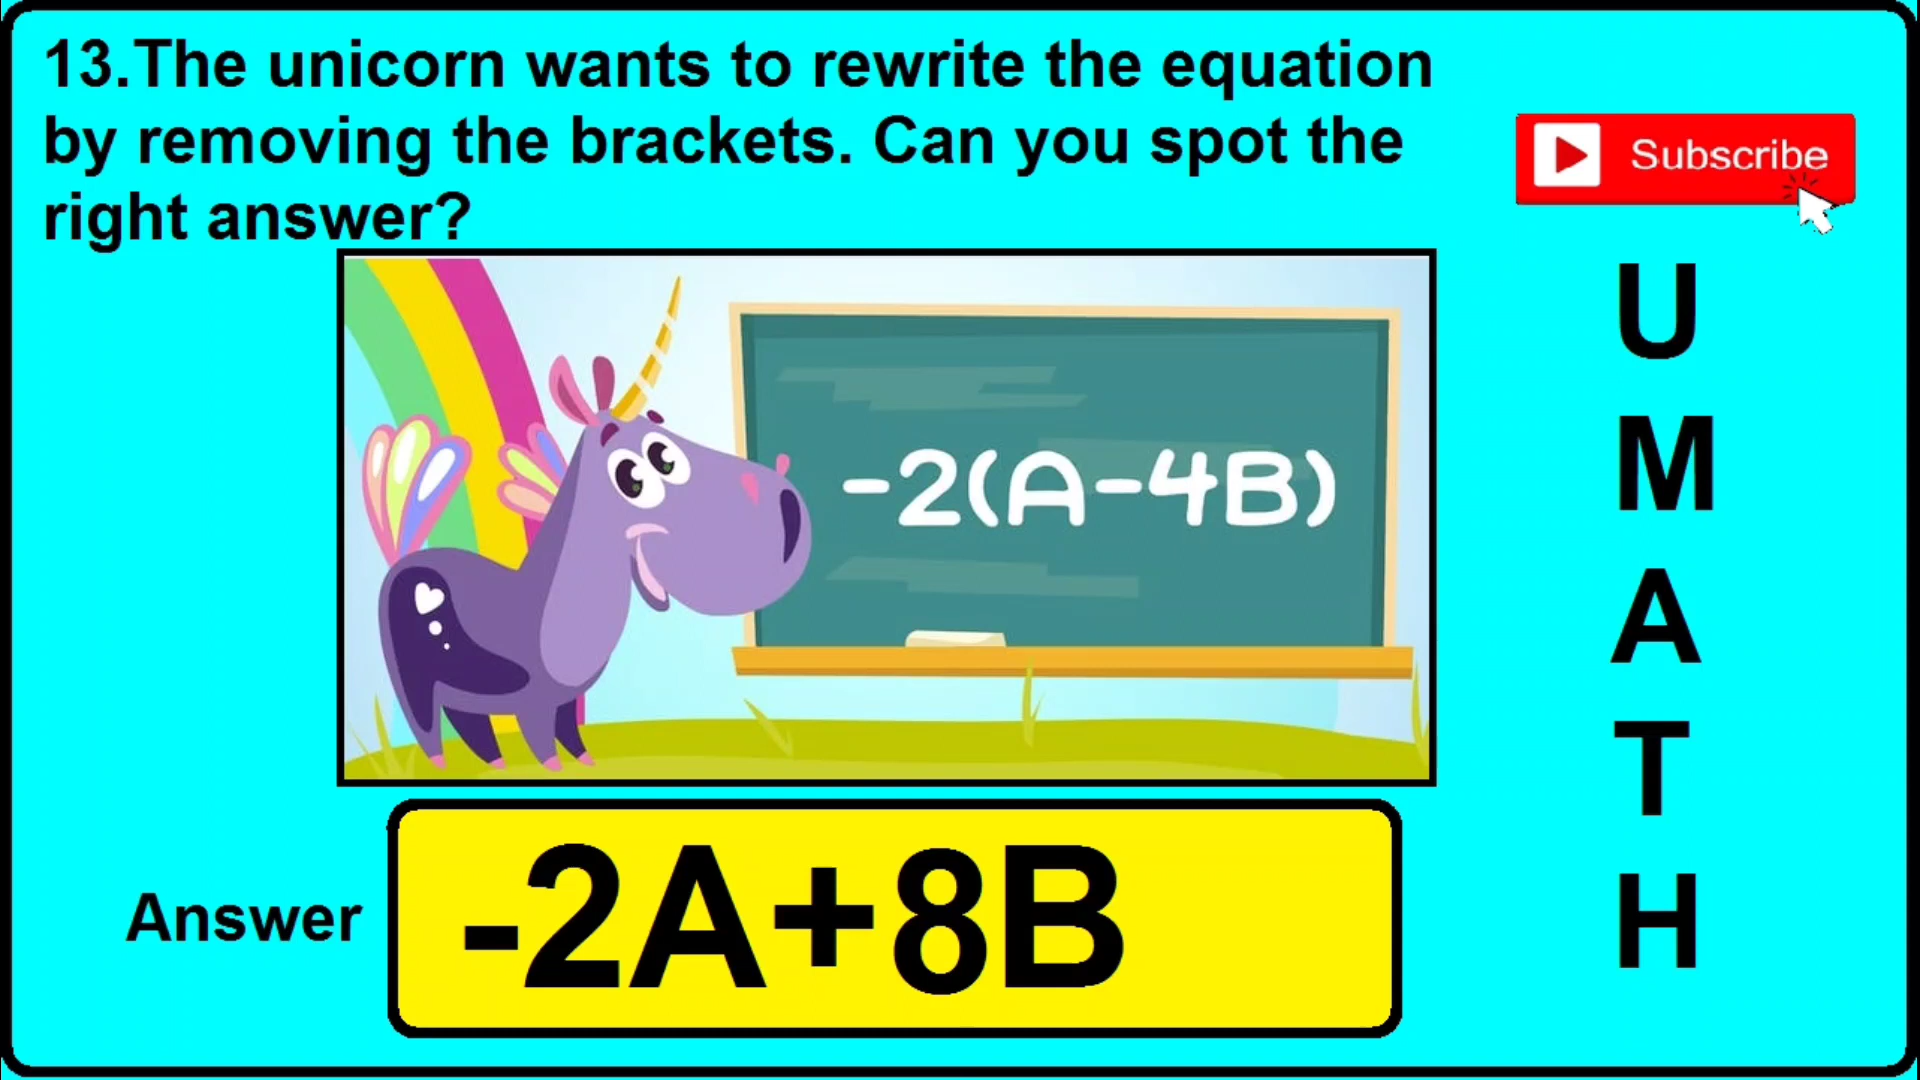 13.The unicorn wants to rewrite the equation
by removing the brackets. Can you spot the
right answer?
Subscribe
-2(A-4B)
Answer
-2A+8B
U
M
A
T
H